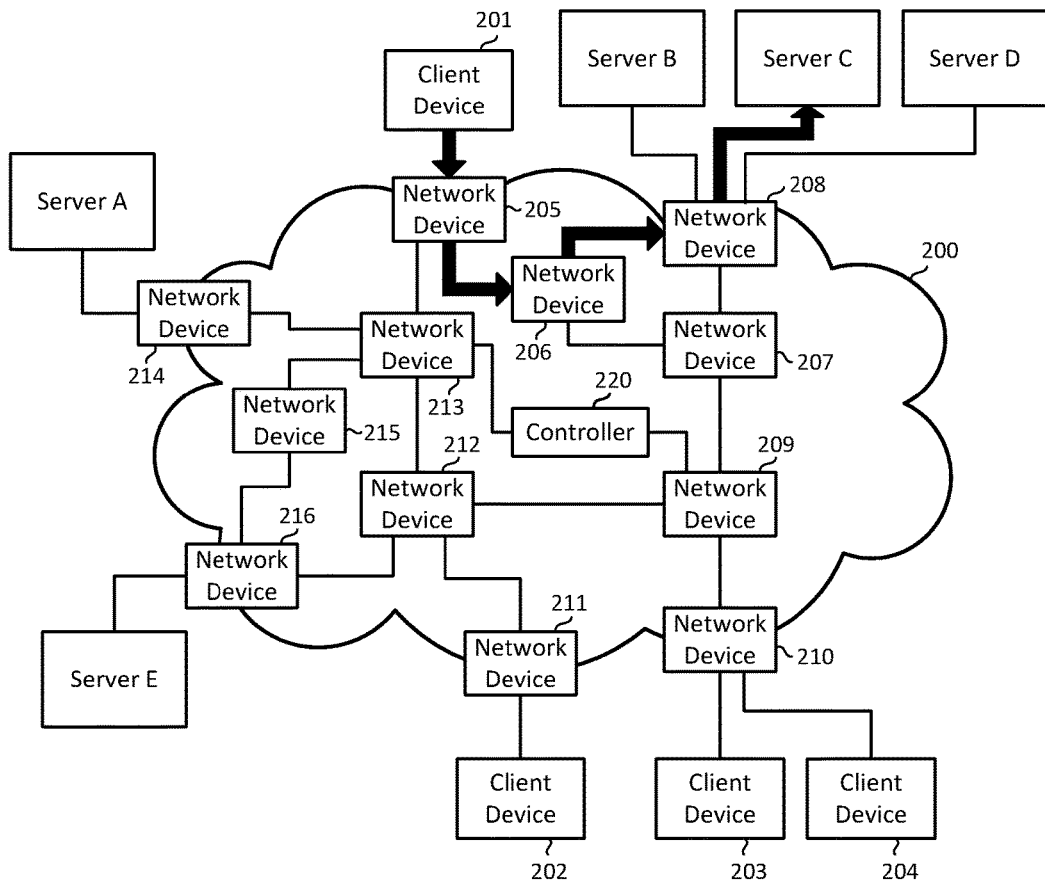 201
Client
Device
Server B
Server C
Server D
Server A
Network
Device
205
Network
Device
208
200
Network
Device
206
Network
Device
214
Network
Device
213
Network
Device
207
220
Controller
Network
Device
215
212
Network
Device
209
Network
Device
216
Network
Device
211
Network
Device
Network
Device
210
Server E
Client
Device
202
Client
Device
203
Client
Device
204